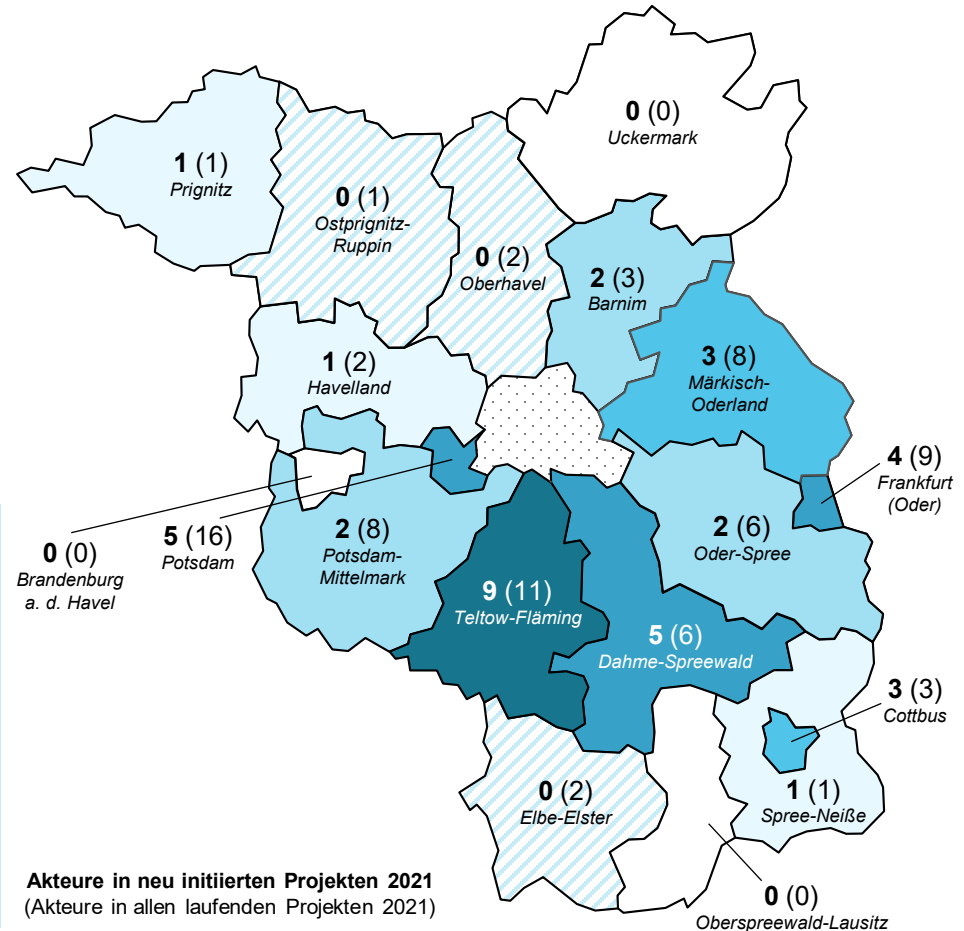 0 (0)
Uckermark
1 (1)
Prignitz
0 (1)
Ostprignitz-
Ruppin
0 (2)
Oberhavel
2 (3)
Barnim
1 (2)
Havelland
3 (8)
Märkisch-
Oderland
4 (9)
Frankfurt
(Oder)
0 (0)
Brandenburg
a. d. Havel
5 (16)
Potsdam
2 (8)
Potsdam-
Mittelmark
2 (6)
Oder-Spree
9 (11)
Teltow-Fläming
5 (6)
Dahme-Spreewald
3 (3)
Cottbus
0 (2)
Elbe-Elster
1 (1)
Spree-Neiße
0 (0)
Oberspreewald-Lausitz
Akteure in neu initiierten Projekten 2021
(Akteure in allen laufenden Projekten 2021)